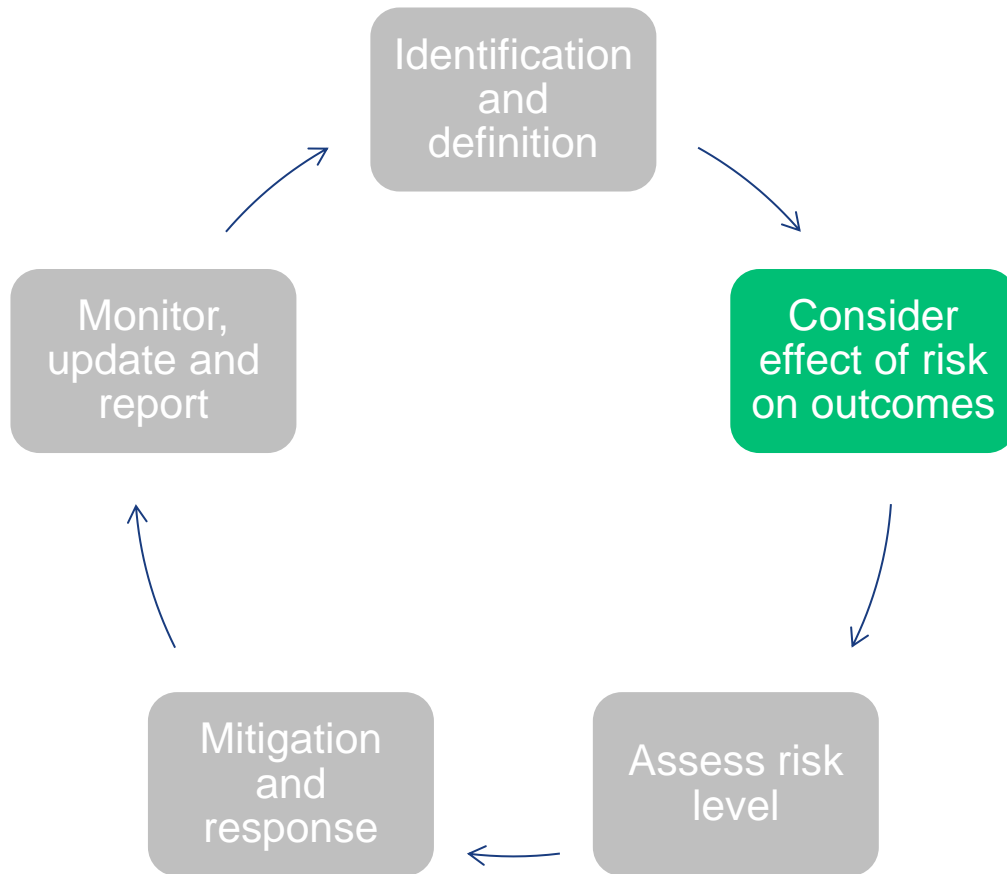 Identification
and
definition
Consider
effect of risk
on outcomes
Assess risk
level
Mitigation
and
response
Monitor,
update and
report